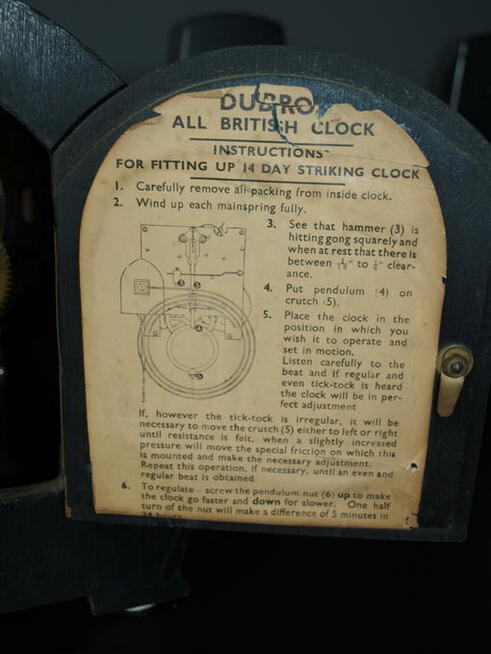 ALL BRITISH CLOCK
INSTRUCTIONS
FOR FITTING UP 14 DAY STRIKING CLOCK
1. Carefully remove all packing from inside clock.
2. Wind up each mainspring fully.
3. See that hammer (3) is
hitting gong squarely and
when at rest that there is
between to clear-
ance.
4. Put pendulum (4) on
crutch (5).
5. Place the clock in the
position in which you
wish it to operate and
set in motion.
Listen carefully to the
beat and if regular and
even tick-tock is heard
the clock will be in per-
fect adjustment
If, however the tick-tock is irregular, it will be
necessary to move the crutch (5) either to left or right
until resistance is felt, when a slightly increased
pressure will move the special friction on which this
is mounted and make the necessary adjustment.
Repeat this operation, if necessary, until an even and
regular beat is obtained
6. To regulate – screw the pendulum nut (6) up to make
the clock go faster and down for slower. One half
turn of the nut will make a difference of 5 minutes in
24 hours